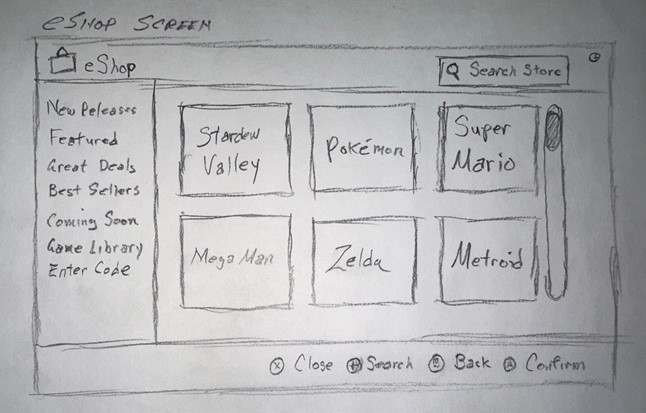 eShop Screen
eShop
Search Store
New Releases
Featured
Great Deals
Best Sellers
Coming Soon
Game Library
Enter Code
Stardew
Valley
Pokémon
Super
Mario
Mega Man
Zelda
Metroid
X Close + Search B Back A Confirm